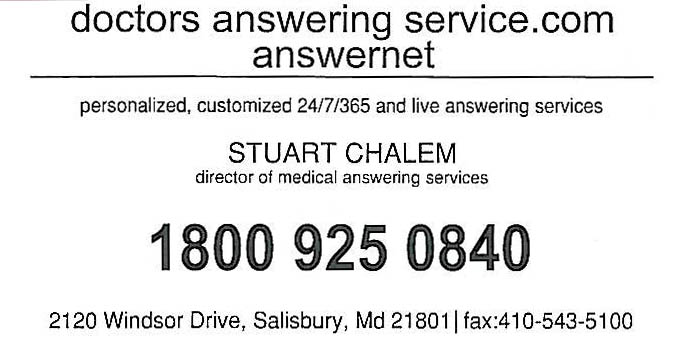 doctors answering service.com
answernet
personalized, customized 24/7/365 and live answering services
STUART CHALEM
director of medical answering services
1800 925 0840
2120 Windsor Drive, Salisbury, Md 21801|fax:410-543-5100